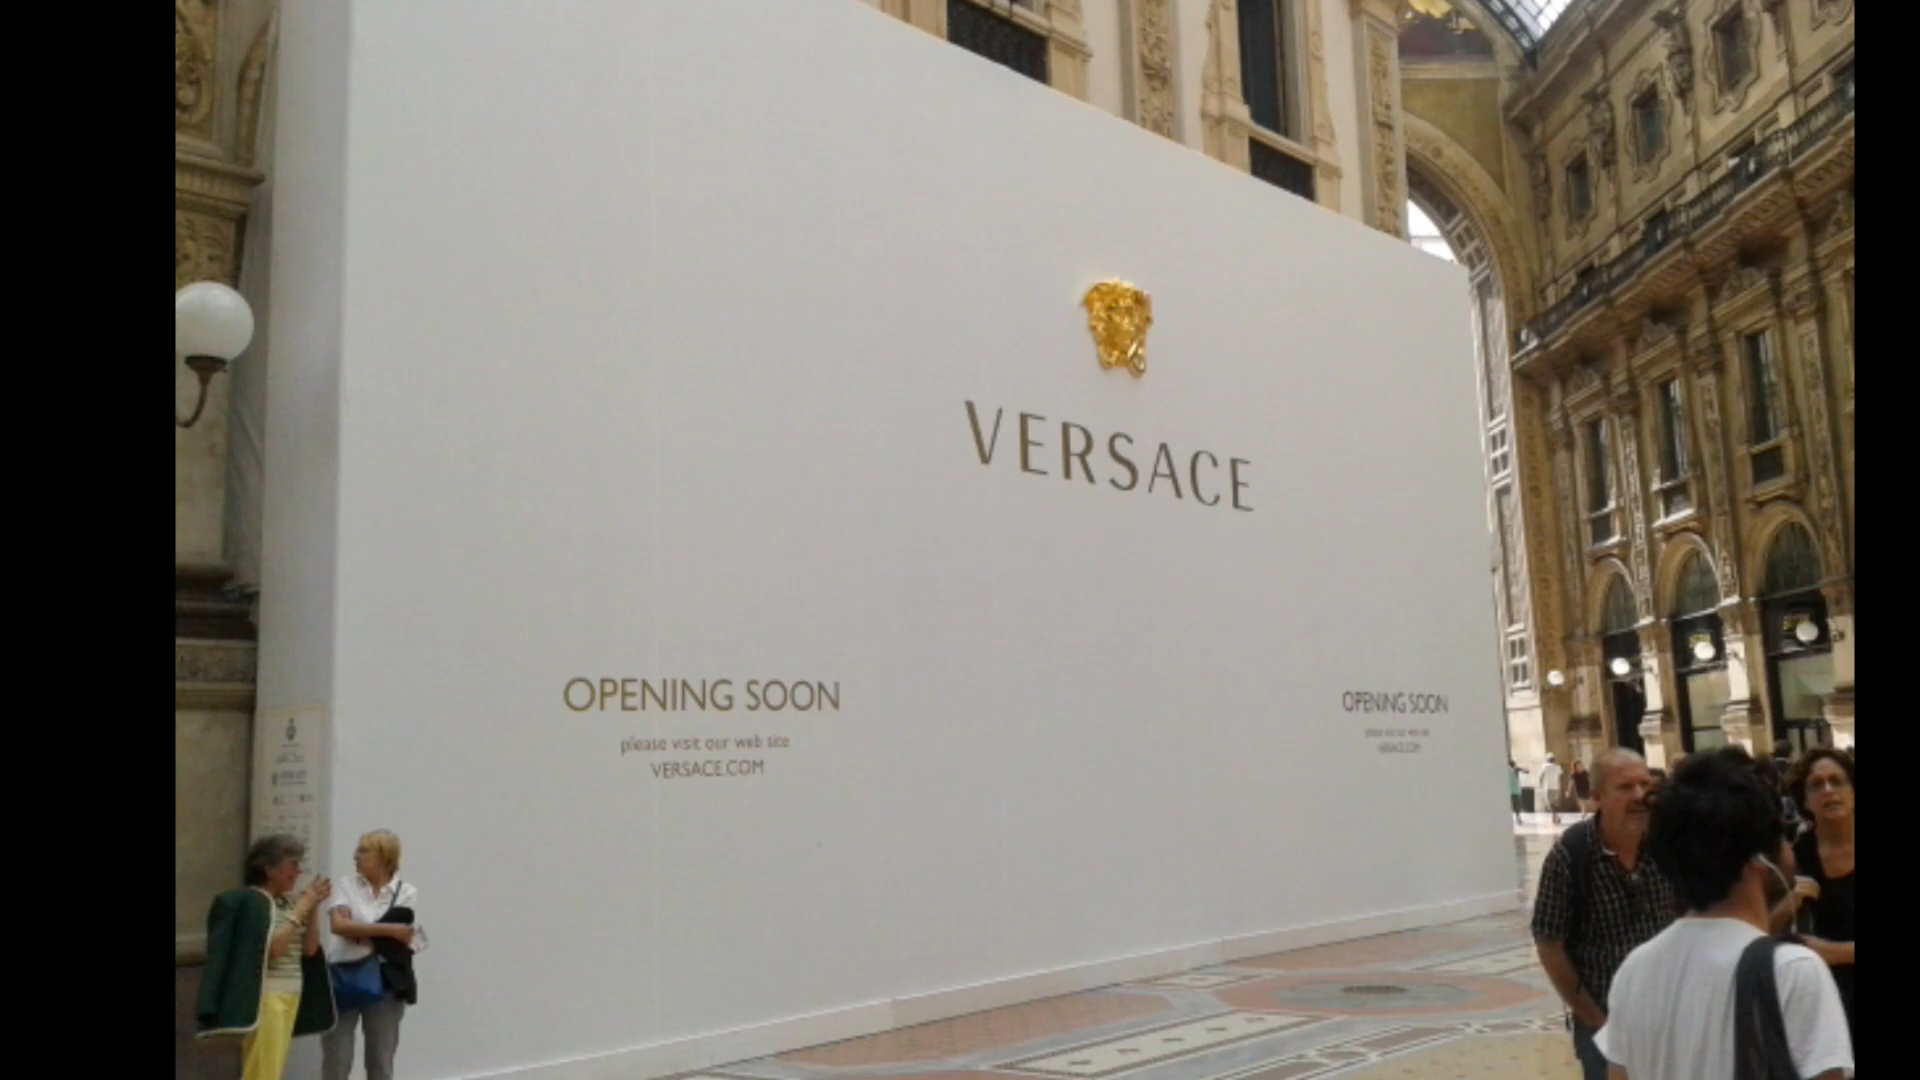 VERSACE
OPENING SOON
please visit our web site
VERSACE.COM
OPENING SOON